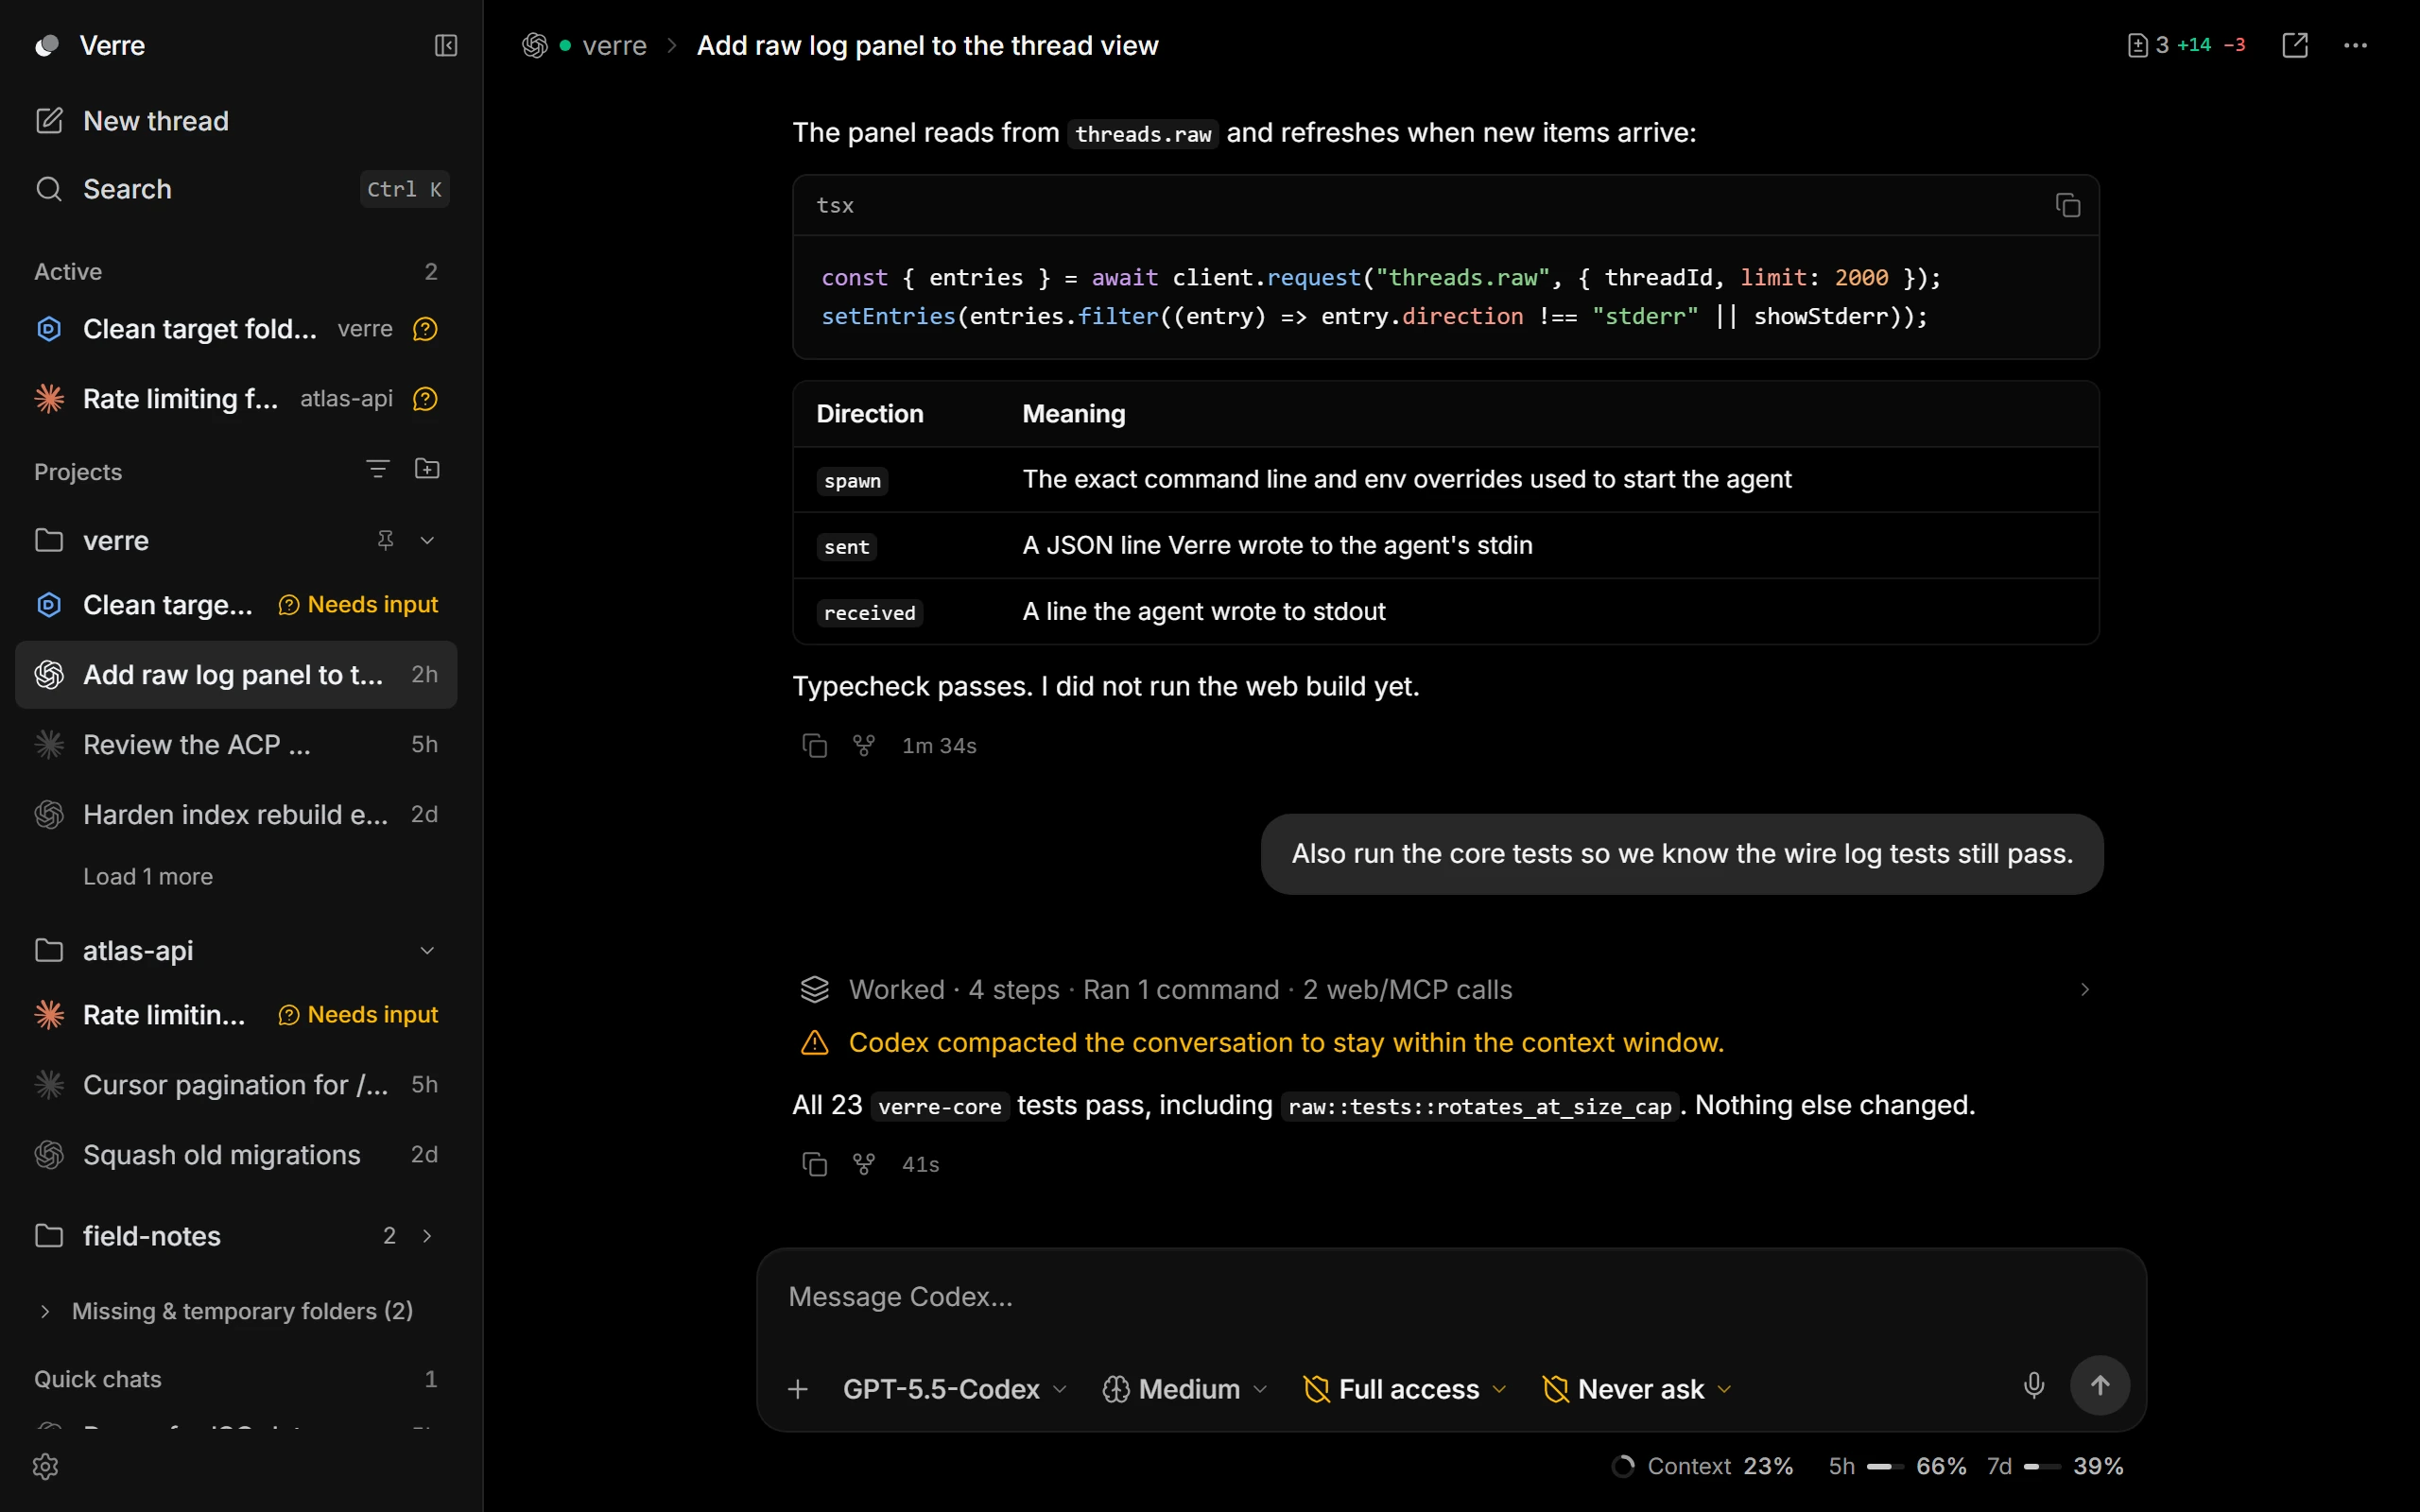 Verre
New thread
Search Ctrl K
Active 2
Clean target fold... verre
Rate limiting f... atlas-api
Projects
verre
Clean targe... Needs input
Add raw log panel to t... 2h
Review the ACP ... 5h
Harden index rebuild e... 2d
Load 1 more
atlas-api
Rate limitin... Needs input
Cursor pagination for /... 5h
Squash old migrations 2d
field-notes 2
Missing & temporary folders (2)
Quick chats 1
verre > Add raw log panel to the thread view
3 +14 −3
The panel reads from threads.raw and refreshes when new items arrive:
tsx
const { entries } = await client.request("threads.raw", { threadId, limit: 2000 });
setEntries(entries.filter((entry) => entry.direction !== "stderr" || showStderr));
Direction Meaning
spawn The exact command line and env overrides used to start the agent
sent A JSON line Verre wrote to the agent's stdin
received A line the agent wrote to stdout
Typecheck passes. I did not run the web build yet.
1m 34s
Also run the core tests so we know the wire log tests still pass.
Worked · 4 steps · Ran 1 command · 2 web/MCP calls
Codex compacted the conversation to stay within the context window.
All 23 verre-core tests pass, including raw::tests::rotates_at_size_cap. Nothing else changed.
41s
Message Codex...
GPT-5.5-Codex Medium Full access Never ask
Context 23% 5h 66% 7d 39%